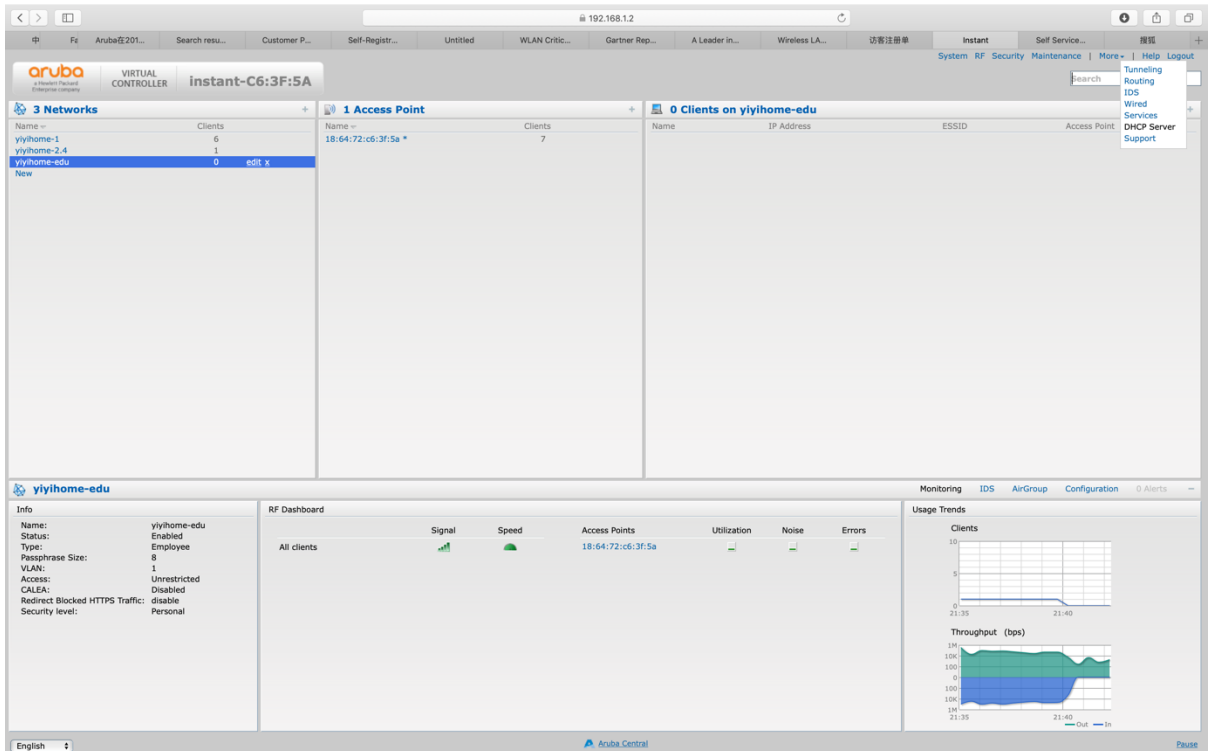 192.168.1.2
中 Fa Aruba在201... Search resu... Customer P... Self-Registr... Untitled WLAN Critic... Gartner Rep... A Leader in... Wireless LA... 访客注册单 Instant Self Service... 搜狐
System RF Security Maintenance | More | Help Logout
aruba
a Hewlett Packard
Enterprise company
VIRTUAL
CONTROLLER
instant-C6:3F:5A
Search
Tunneling
Routing
IDS
Wired
Services
DHCP Server
Support
3 Networks +
Name Clients
yiyihome-1 6
yiyihome-2.4 1
yiyihome-edu 0 edit x
New
1 Access Point +
Name Clients
18:64:72:c6:3f:5a * 7
0 Clients on yiyihome-edu +
Name IP Address ESSID Access Point
yiyihome-edu
Monitoring IDS AirGroup Configuration 0 Alerts –
Info
Name: yiyihome-edu
Status: Enabled
Type: Employee
Passphrase Size: 8
VLAN: 1
Access: Unrestricted
CALEA: Disabled
Redirect Blocked HTTPS Traffic: disable
Security level: Personal
RF Dashboard
Signal Speed Access Points Utilization Noise Errors
All clients 18:64:72:c6:3f:5a
Usage Trends
Clients
10
5
0
21:35 21:40
Throughput (bps)
1M
10K
100
0
100
10K
1M
21:35 21:40
Out In
English
Aruba Central
Pause